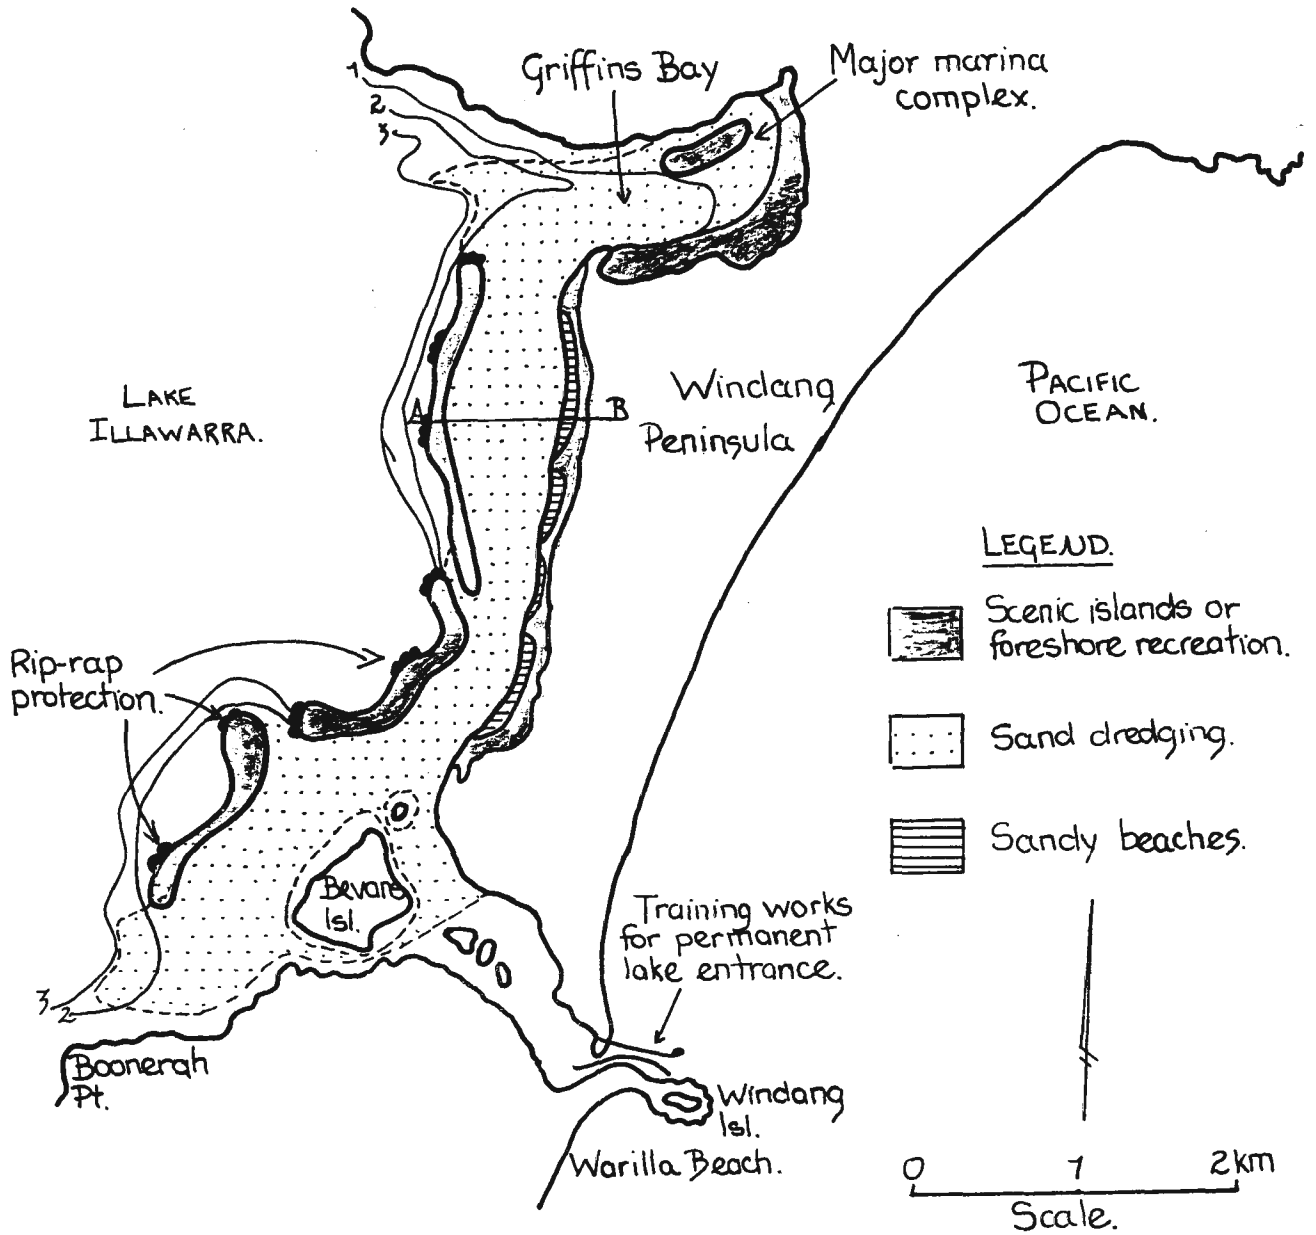 Griffins Bay
Major marina
complex.
1
2
3
LAKE
ILLAWARRA.
A
B
Windang
Peninsula
PACIFIC
OCEAN.
LEGEND.
Scenic islands or
foreshore recreation.
Sand dredging.
Sandy beaches.
Rip-rap
protection.
Bevans
Isl.
Training works
for permanent
lake entrance.
3
2
Boonerah
Pt.
Windang
Isl.
Warilla Beach.
0 1 2km
Scale.